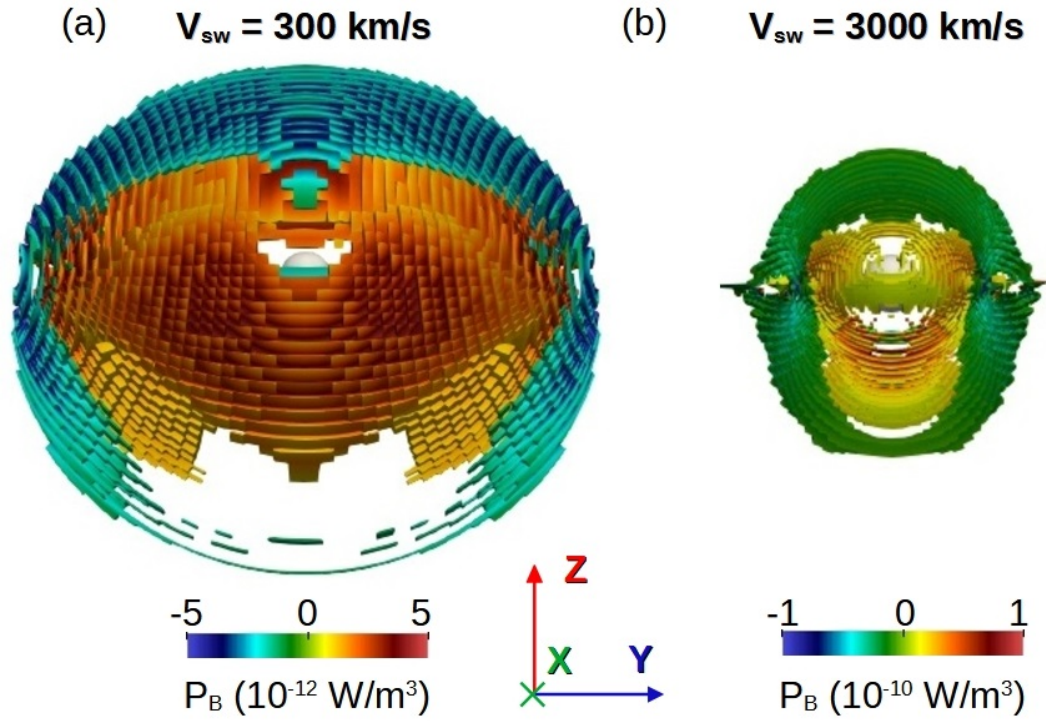 (a) V_sw = 300 km/s
(b) V_sw = 3000 km/s
-5 0 5
P_B (10^-12 W/m^3)
Z
X
Y
-1 0 1
P_B (10^-10 W/m^3)